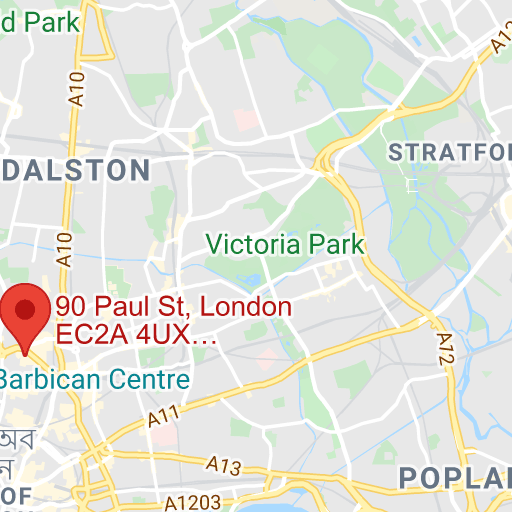 d Park
A12
A10
STRATFO
DALSTON
A10
Victoria Park
90 Paul St, London
EC2A 4UX...
A12
Barbican Centre
A11
অব
ন
A13
POPLA
OF
A1203